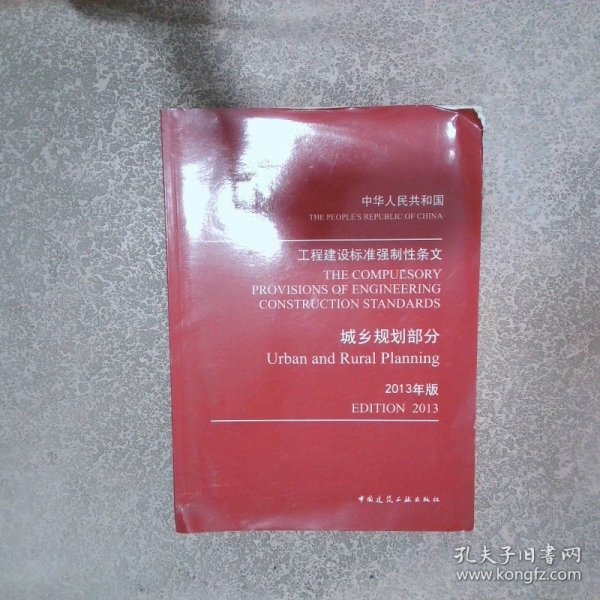 中华人民共和国
THE PEOPLE'S REPUBLIC OF CHINA
工程建设标准强制性条文
THE COMPULSORY
PROVISIONS OF ENGINEERING
CONSTRUCTION STANDARDS
城乡规划部分
Urban and Rural Planning
2013年版
EDITION 2013
中国建筑工业出版社
孔夫子旧书网
www.kongfz.com